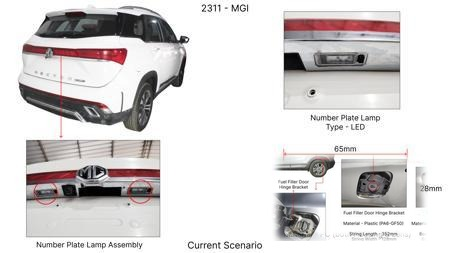 2311 - MGI
HECTOR
Number Plate Lamp
Type - LED
65mm
Fuel Filler Door
Hinge Bracket
28mm
Fuel Filler Door Hinge Bracket
Material - Plastic (PA6-GF50)
String Length - 352mm
Number Plate Lamp Assembly
Current Scenario